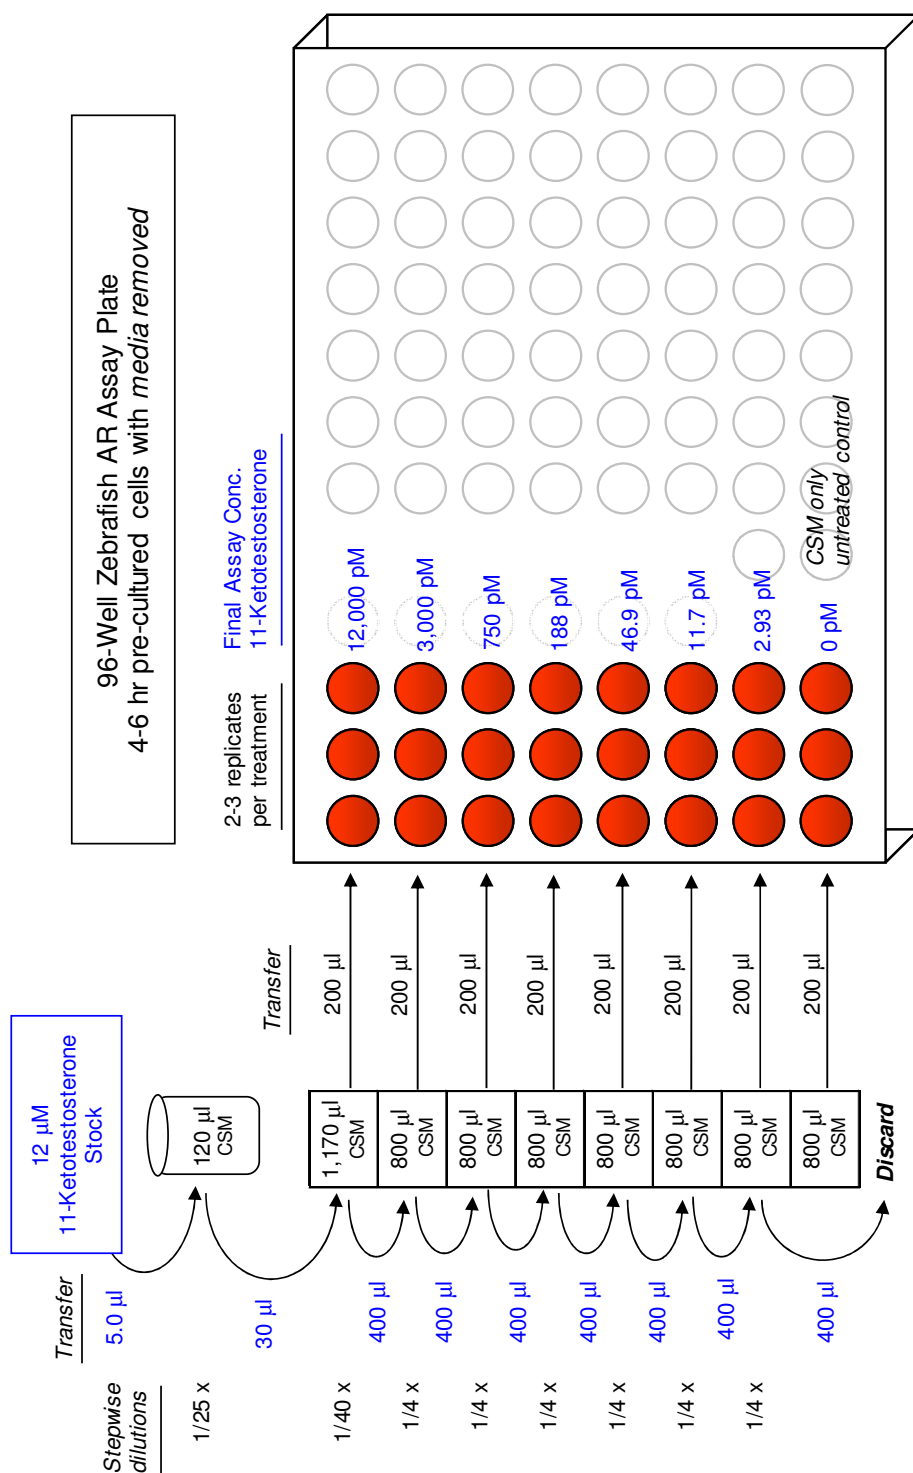 96-Well Zebrafish AR Assay Plate
4-6 hr pre-cultured cells with media removed
Stepwise
dilutions
1/25 x
1/40 x
1/4 x
1/4 x
1/4 x
1/4 x
1/4 x
1/4 x
Transfer
5.0 µl
30 µl
400 µl
400 µl
400 µl
400 µl
400 µl
400 µl
400 µl
12 µM
11-Ketotestosterone
Stock
120 µl
CSM
1,170 µl
CSM
800 µl
CSM
800 µl
CSM
800 µl
CSM
800 µl
CSM
800 µl
CSM
800 µl
CSM
800 µl
CSM
Discard
Transfer
200 µl
200 µl
200 µl
200 µl
200 µl
200 µl
200 µl
200 µl
2-3 replicates
per treatment
Final Assay Conc.
11-Ketotestosterone
12,000 pM
3,000 pM
750 pM
188 pM
46.9 pM
11.7 pM
2.93 pM
0 pM
CSM only
untreated control